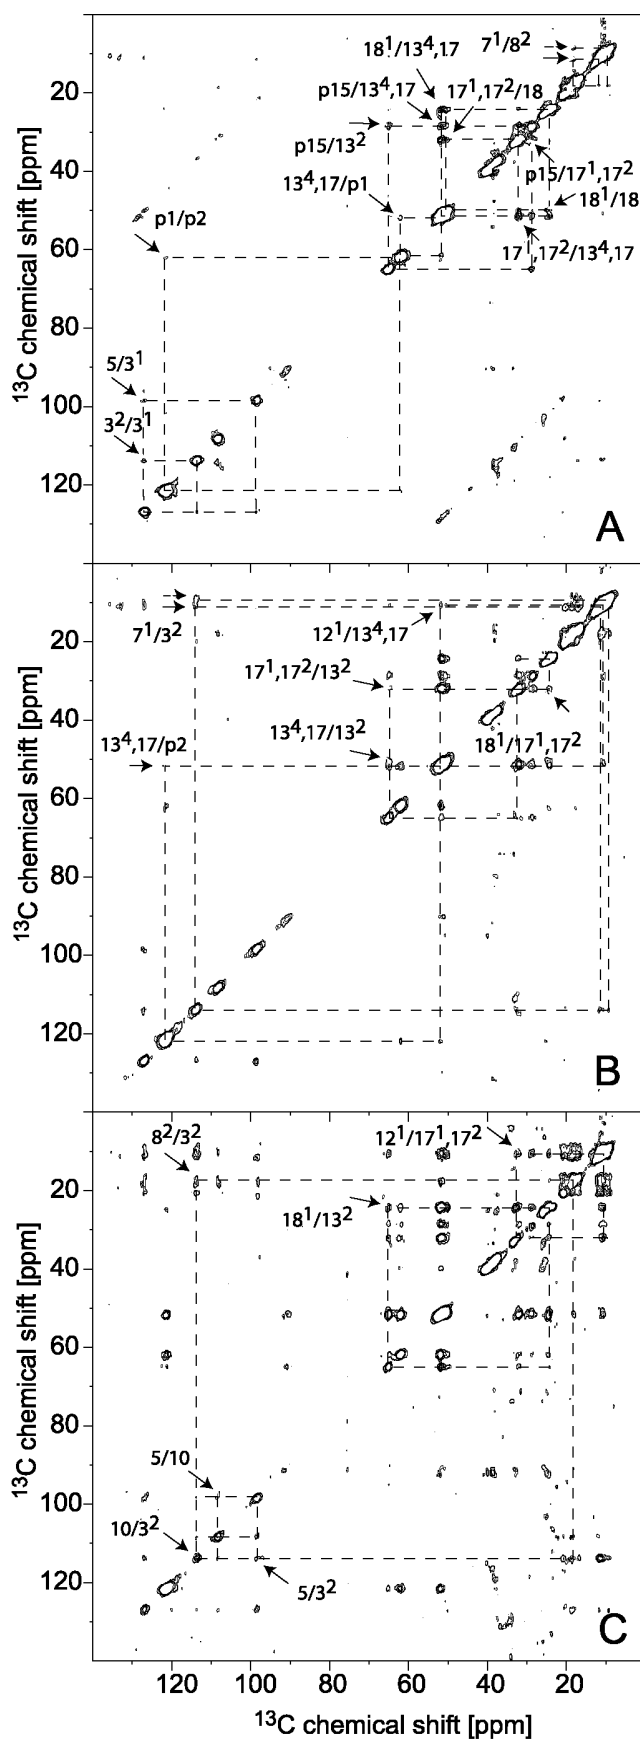 18¹/13⁴,17
7¹/8²
20
p15/13⁴,17
17¹,17²/18
p15/13²
40
p15/17¹,17²
13⁴,17/p1
18¹/18
p1/p2
60
17¹,17²/13⁴,17
80
5/3¹
100
3²/3¹
120
A
¹³C chemical shift [ppm]
7¹/3²
12¹/13⁴,17
20
17¹,17²/13²
40
13⁴,17/13²
13⁴,17/p2
18¹/17¹,17²
60
80
100
120
B
¹³C chemical shift [ppm]
8²/3²
12¹/17¹,17²
20
18¹/13²
40
60
80
5/10
100
10/3²
5/3²
120
C
¹³C chemical shift [ppm]
120 100 80 60 40 20
¹³C chemical shift [ppm]